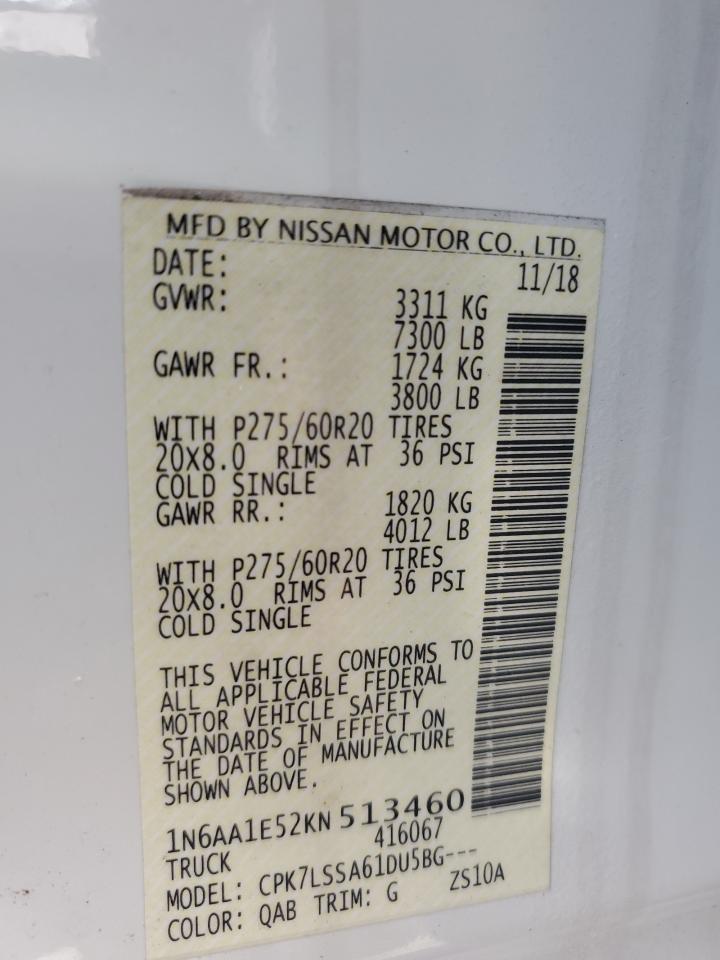 MFD BY NISSAN MOTOR CO., LTD.
DATE: 11/18
GVWR: 3311 KG
7300 LB
GAWR FR.: 1724 KG
3800 LB
WITH P275/60R20 TIRES
20X8.0 RIMS AT 36 PSI
COLD SINGLE
GAWR RR.: 1820 KG
4012 LB
WITH P275/60R20 TIRES
20X8.0 RIMS AT 36 PSI
COLD SINGLE
THIS VEHICLE CONFORMS TO
ALL APPLICABLE FEDERAL
MOTOR VEHICLE SAFETY
STANDARDS IN EFFECT ON
THE DATE OF MANUFACTURE
SHOWN ABOVE.
1N6AA1E52KN 513460
TRUCK 416067
MODEL: CPK7LSSA61DU5BG---
COLOR: QAB TRIM: G ZS10A